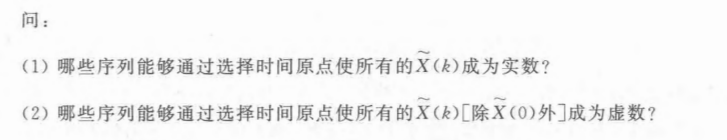 问：
(1) 哪些序列能够通过选择时间原点使所有的X̃(k)成为实数?
(2) 哪些序列能够通过选择时间原点使所有的X̃(k)[除X̃(0)外]成为虚数?